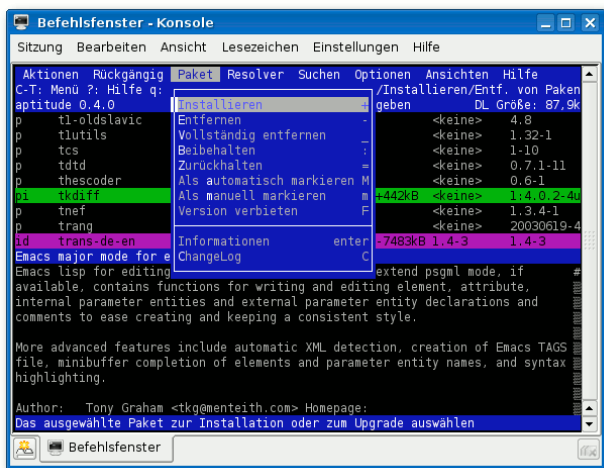 Befehlsfenster - Konsole
Sitzung Bearbeiten Ansicht Lesezeichen Einstellungen Hilfe
Aktionen Rückgängig Paket Resolver Suchen Optionen Ansichten Hilfe
C-T: Menü ?: Hilfe q: /Installieren/Entf. von Paken
aptitude 0.4.0 geben DL Größe: 87,9k
Installieren +
Entfernen -
Vollständig entfernen _
Beibehalten :
Zurückhalten =
Als automatisch markieren M
Als manuell markieren m
Version verbieten F
Informationen enter
ChangeLog C
p t1-oldslavic <keine> 4.8
p t1utils <keine> 1.32-1
p tcs <keine> 1-10
p tdtd <keine> 0.7.1-11
p thescoder <keine> 0.6-1
pi tkdiff +442kB <keine> 1:4.0.2-4u
p tnef <keine> 1.3.4-1
p trang <keine> 20030619-4
id trans-de-en -7483kB 1.4-3 1.4-3
Emacs major mode for e
Emacs lisp for editing extend psgml mode, if #
available, contains functions for writing and editing element, attribute,
internal parameter entities and external parameter entity declarations and
comments to ease creating and keeping a consistent style.
More advanced features include automatic XML detection, creation of Emacs TAGS
file, minibuffer completion of elements and parameter entity names, and syntax
highlighting.
Author: Tony Graham <tkg@menteith.com> Homepage:
Das ausgewählte Paket zur Installation oder zum Upgrade auswählen
Befehlsfenster